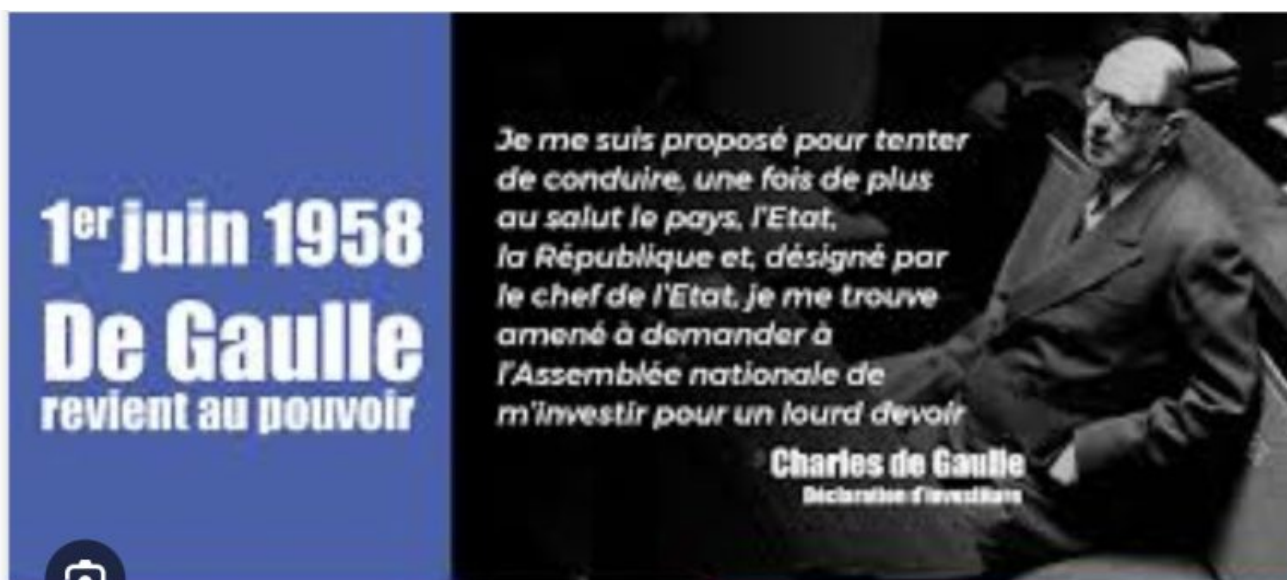 1er juin 1958
De Gaulle
revient au pouvoir
Je me suis proposé pour tenter
de conduire, une fois de plus
au salut le pays, l'Etat,
la République et, désigné par
le chef de l'Etat, je me trouve
amené à demander à
l'Assemblée nationale de
m'investir pour un lourd devoir
Charles de Gaulle
Déclaration d'investiture